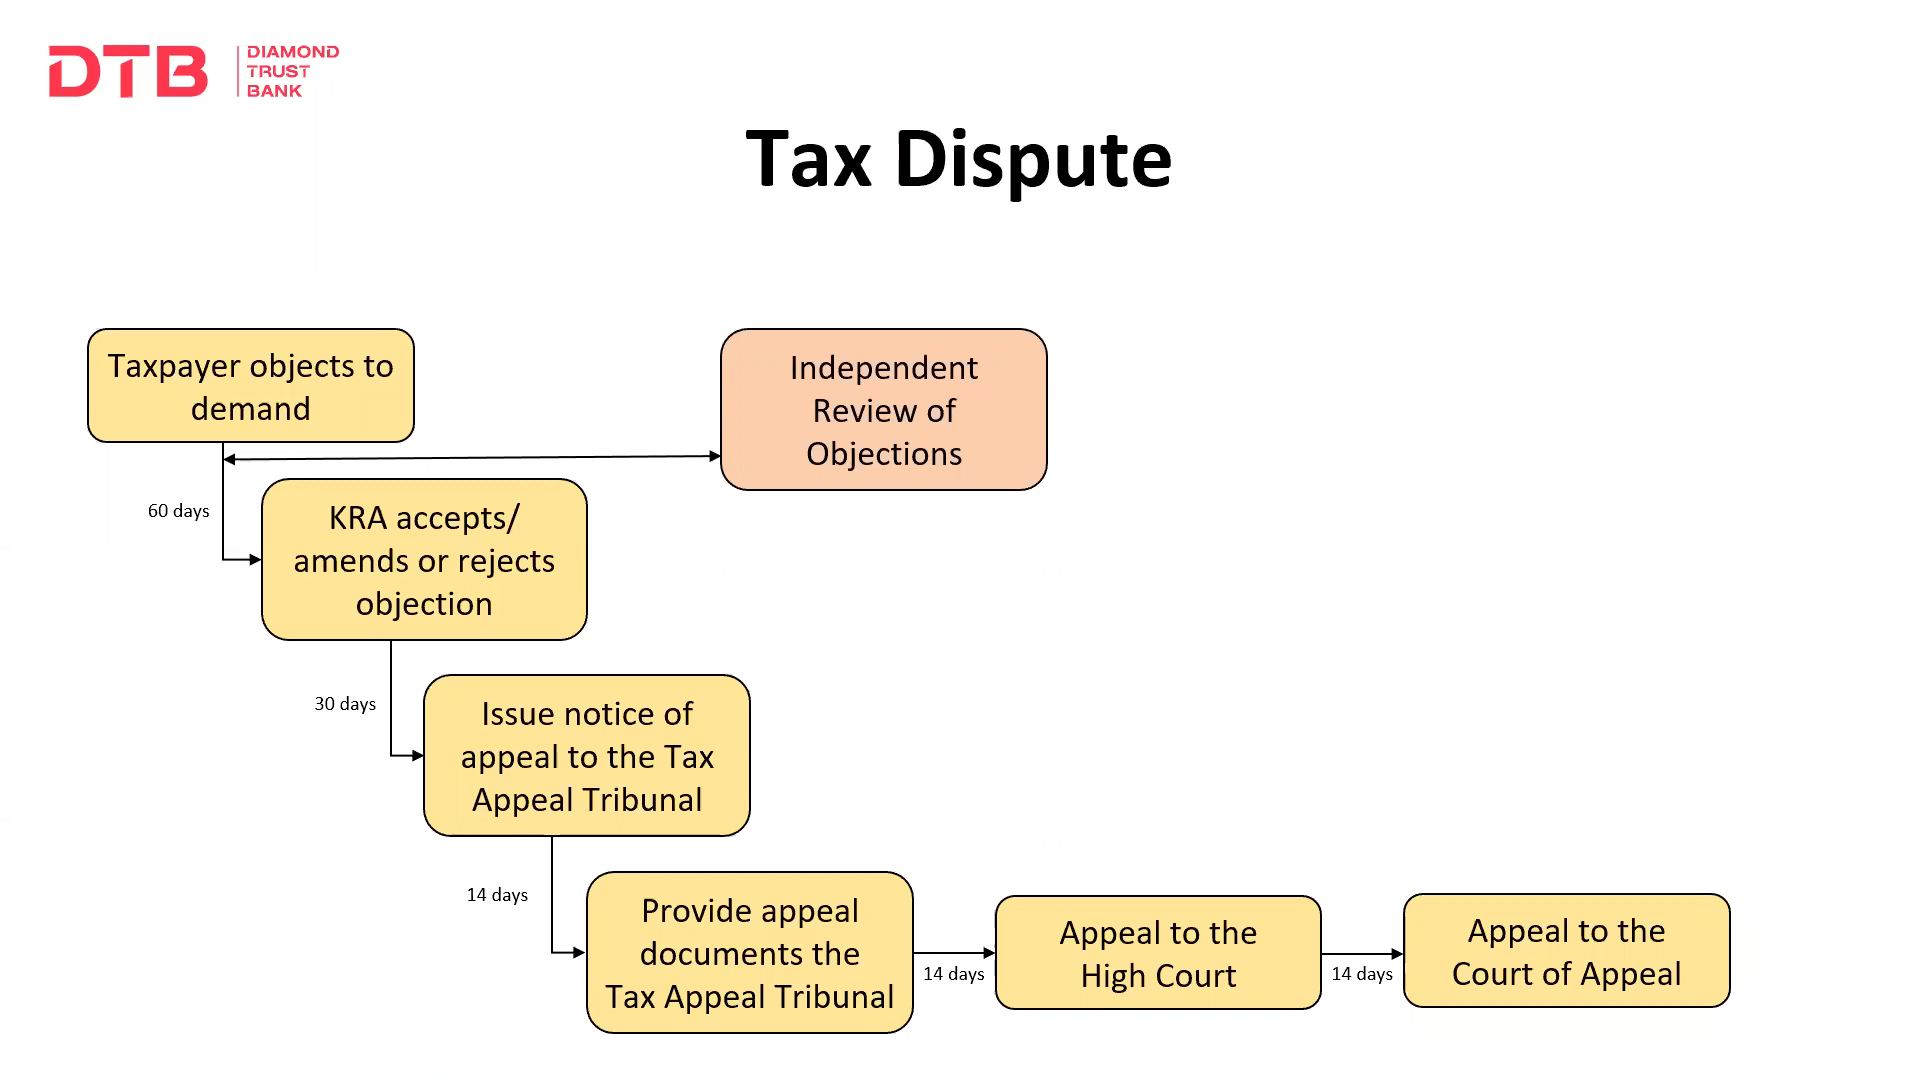 DTB
DIAMOND
TRUST
BANK
Tax Dispute
Taxpayer objects to
demand
Independent
Review of
Objections
60 days
KRA accepts/
amends or rejects
objection
30 days
Issue notice of
appeal to the Tax
Appeal Tribunal
14 days
Provide appeal
documents the
Tax Appeal Tribunal
14 days
Appeal to the
High Court
14 days
Appeal to the
Court of Appeal